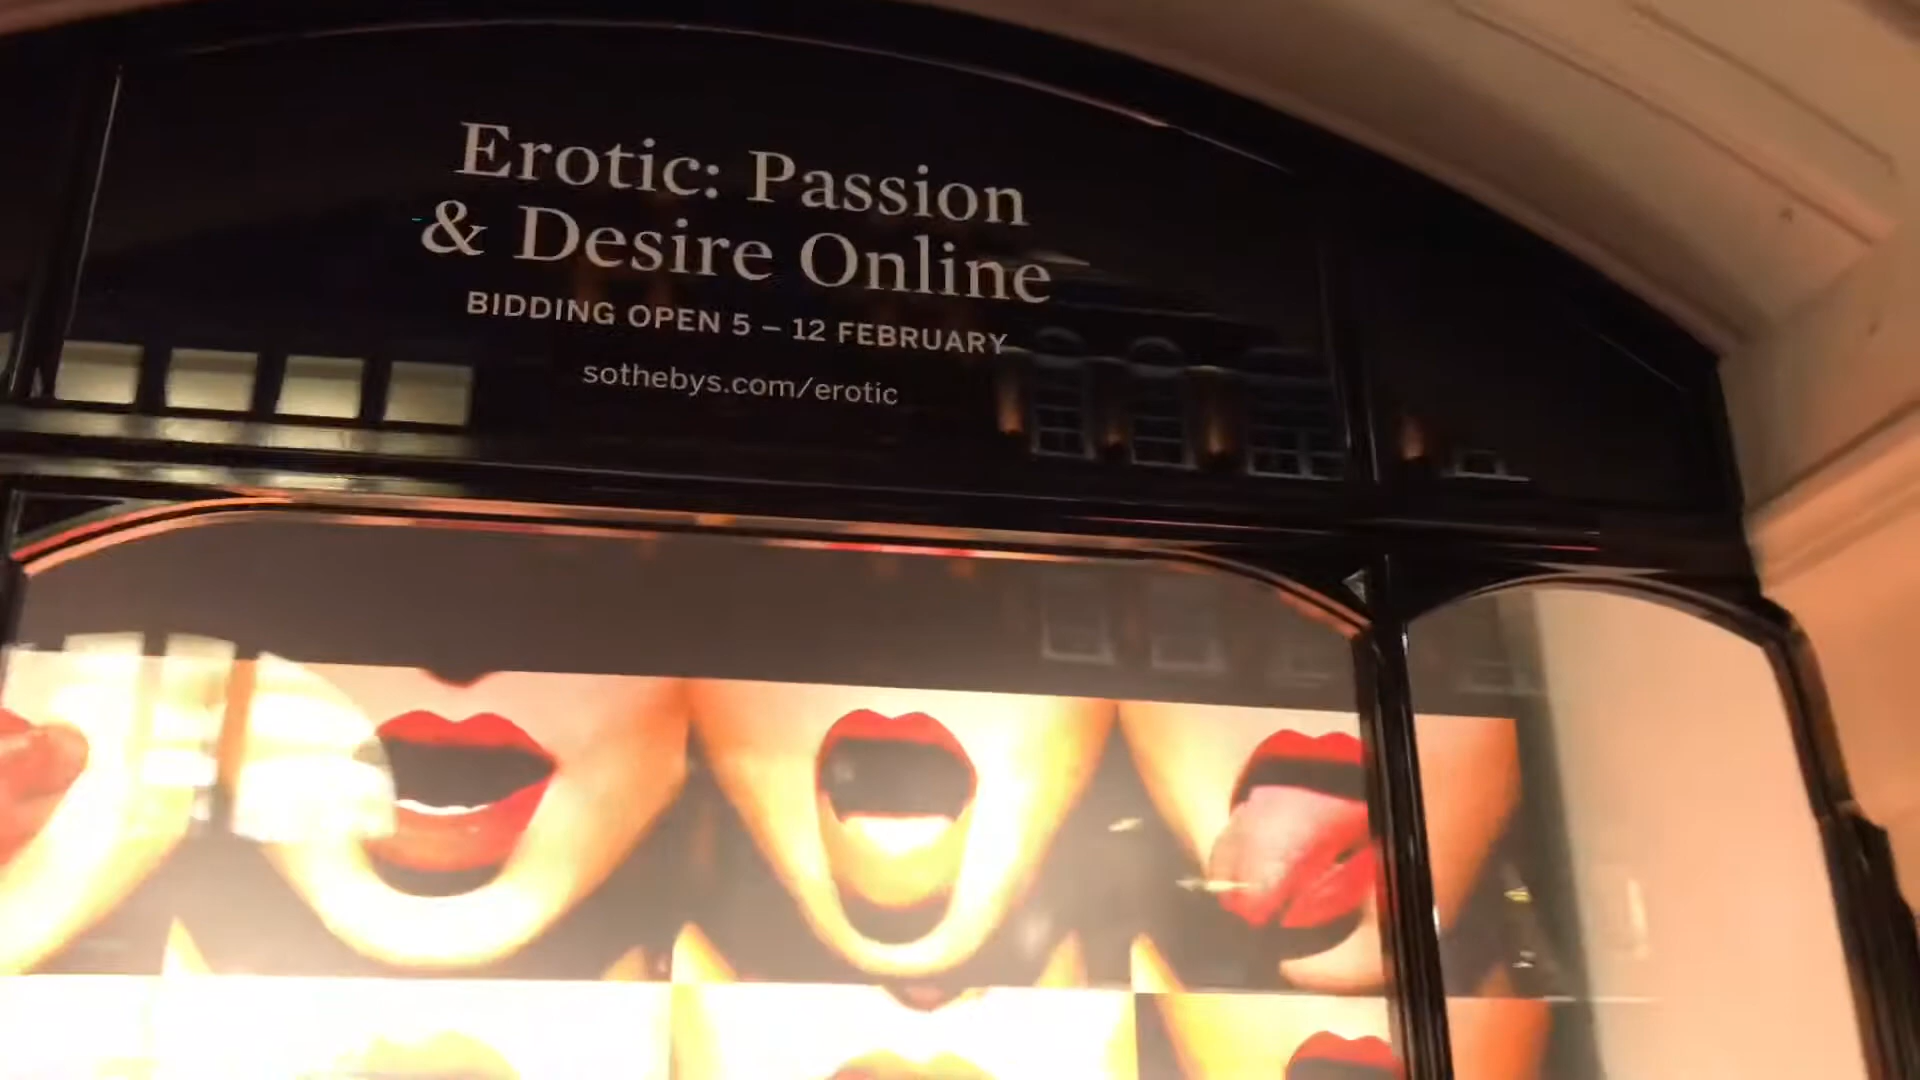 Erotic: Passion
& Desire Online
BIDDING OPEN 5 – 12 FEBRUARY
sothebys.com/erotic